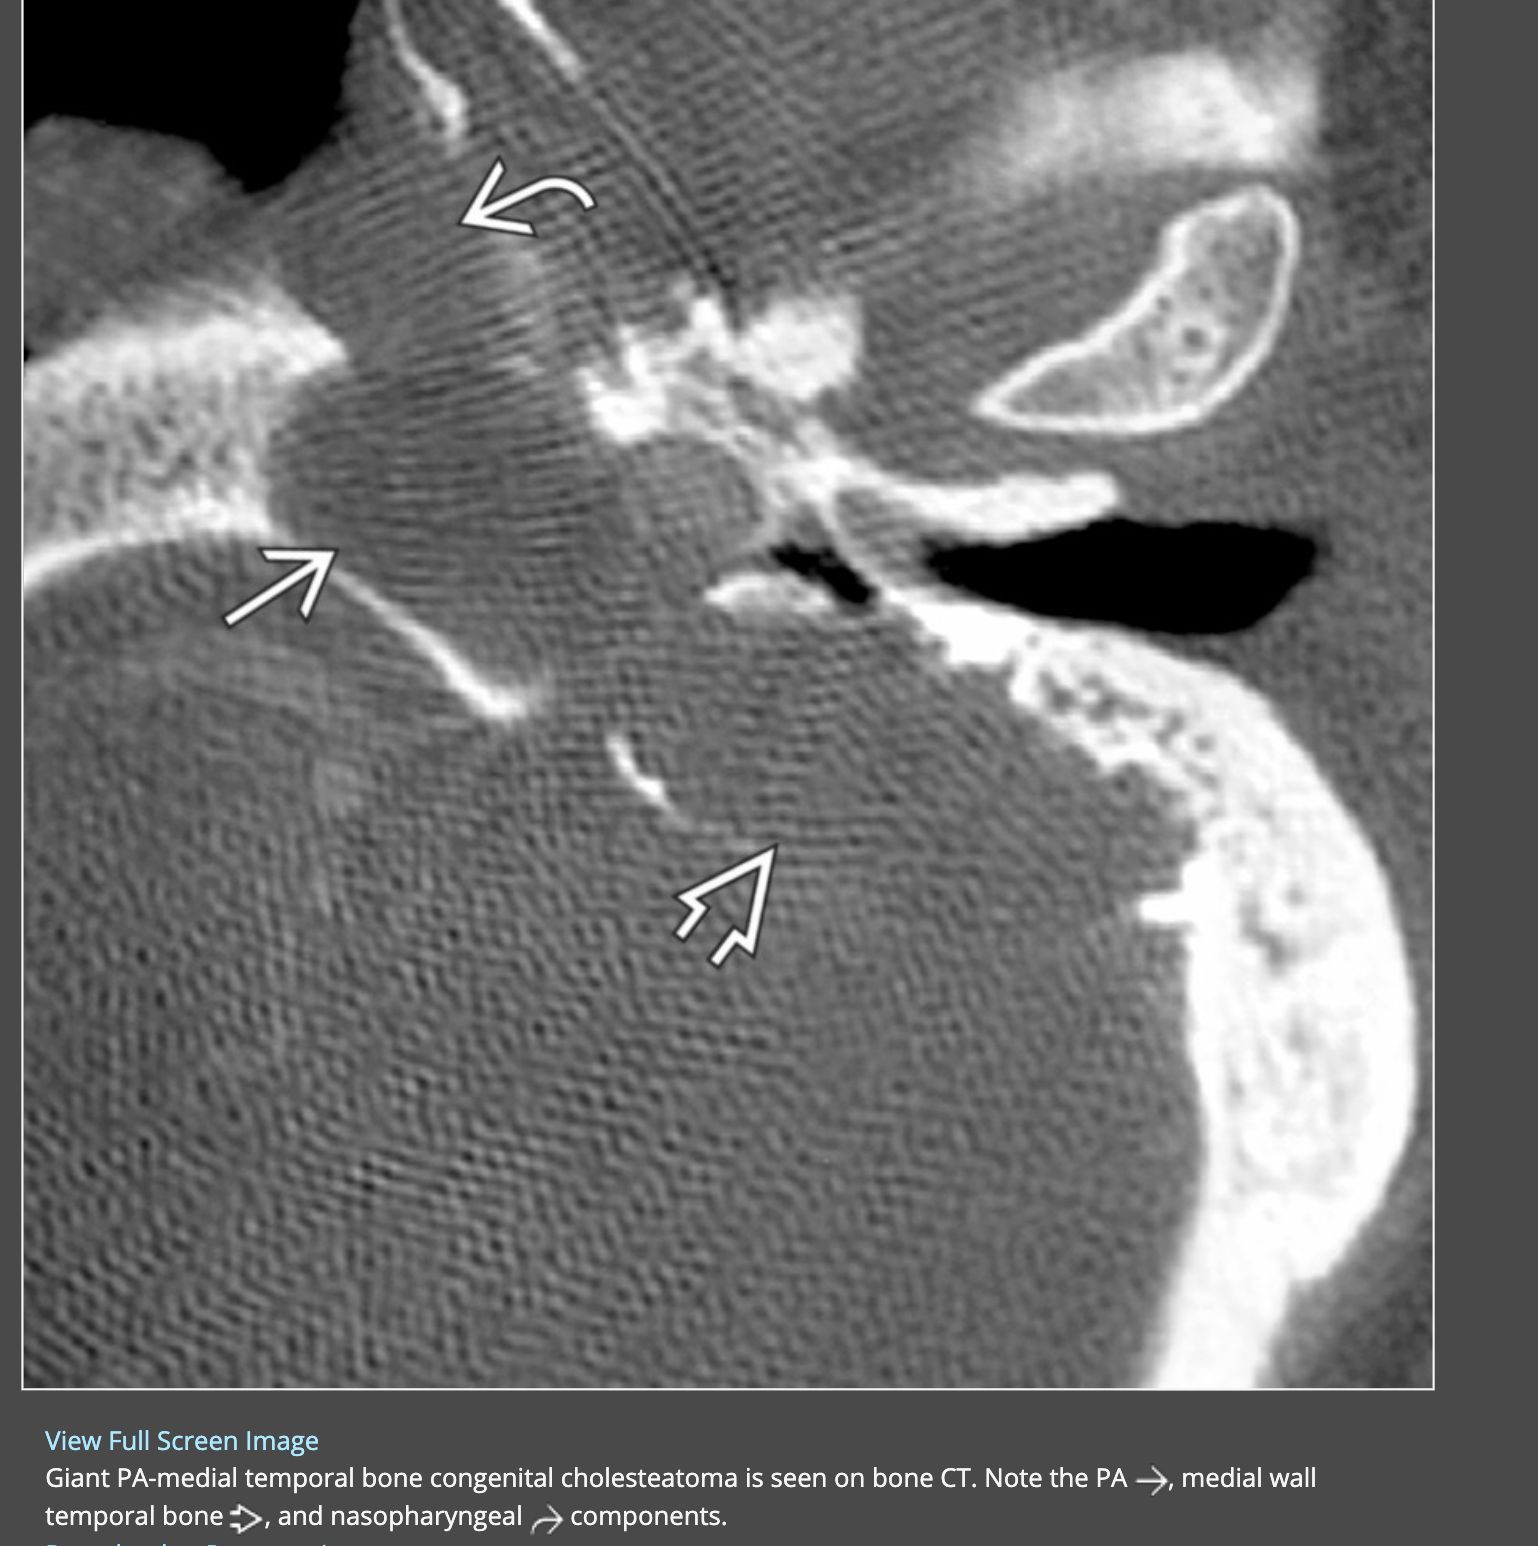 View Full Screen Image
Giant PA-medial temporal bone congenital cholesteatoma is seen on bone CT. Note the PA →, medial wall
temporal bone ⇨, and nasopharyngeal ↷ components.